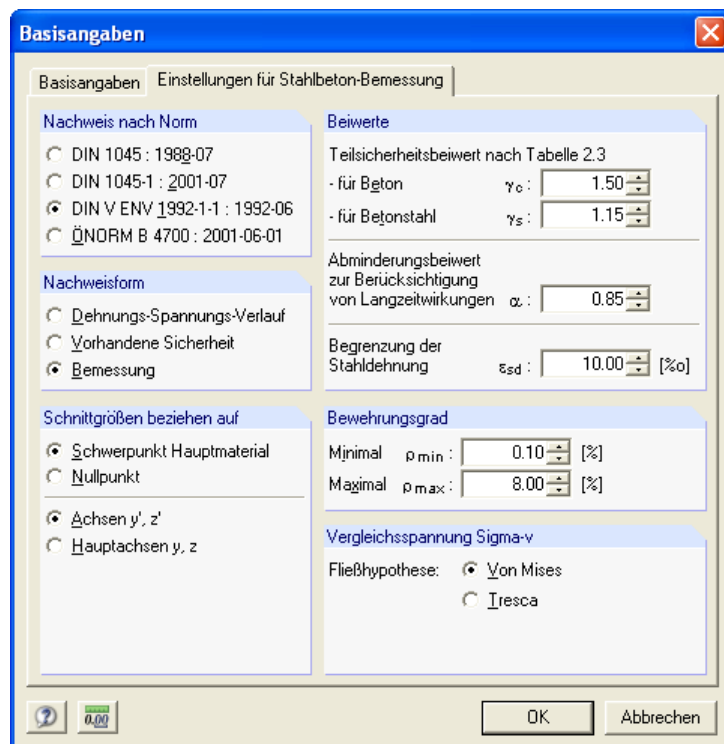 Basisangaben
Basisangaben
Einstellungen für Stahlbeton-Bemessung
Nachweis nach Norm
DIN 1045 : 1988-07
DIN 1045-1 : 2001-07
DIN V ENV 1992-1-1 : 1992-06
ÖNORM B 4700 : 2001-06-01
Nachweisform
Dehnungs-Spannungs-Verlauf
Vorhandene Sicherheit
Bemessung
Schnittgrößen beziehen auf
Schwerpunkt Hauptmaterial
Nullpunkt
Achsen y', z'
Hauptachsen y, z
Beiwerte
Teilsicherheitsbeiwert nach Tabelle 2.3
- für Beton γc : 1.50
- für Betonstahl γs : 1.15
Abminderungsbeiwert
zur Berücksichtigung
von Langzeitwirkungen α : 0.85
Begrenzung der
Stahldehnung εsd : 10.00 [%o]
Bewehrungsgrad
Minimal ρmin : 0.10 [%]
Maximal ρmax : 8.00 [%]
Vergleichsspannung Sigma-v
Fließhypothese: Von Mises
Tresca
0.00
OK
Abbrechen